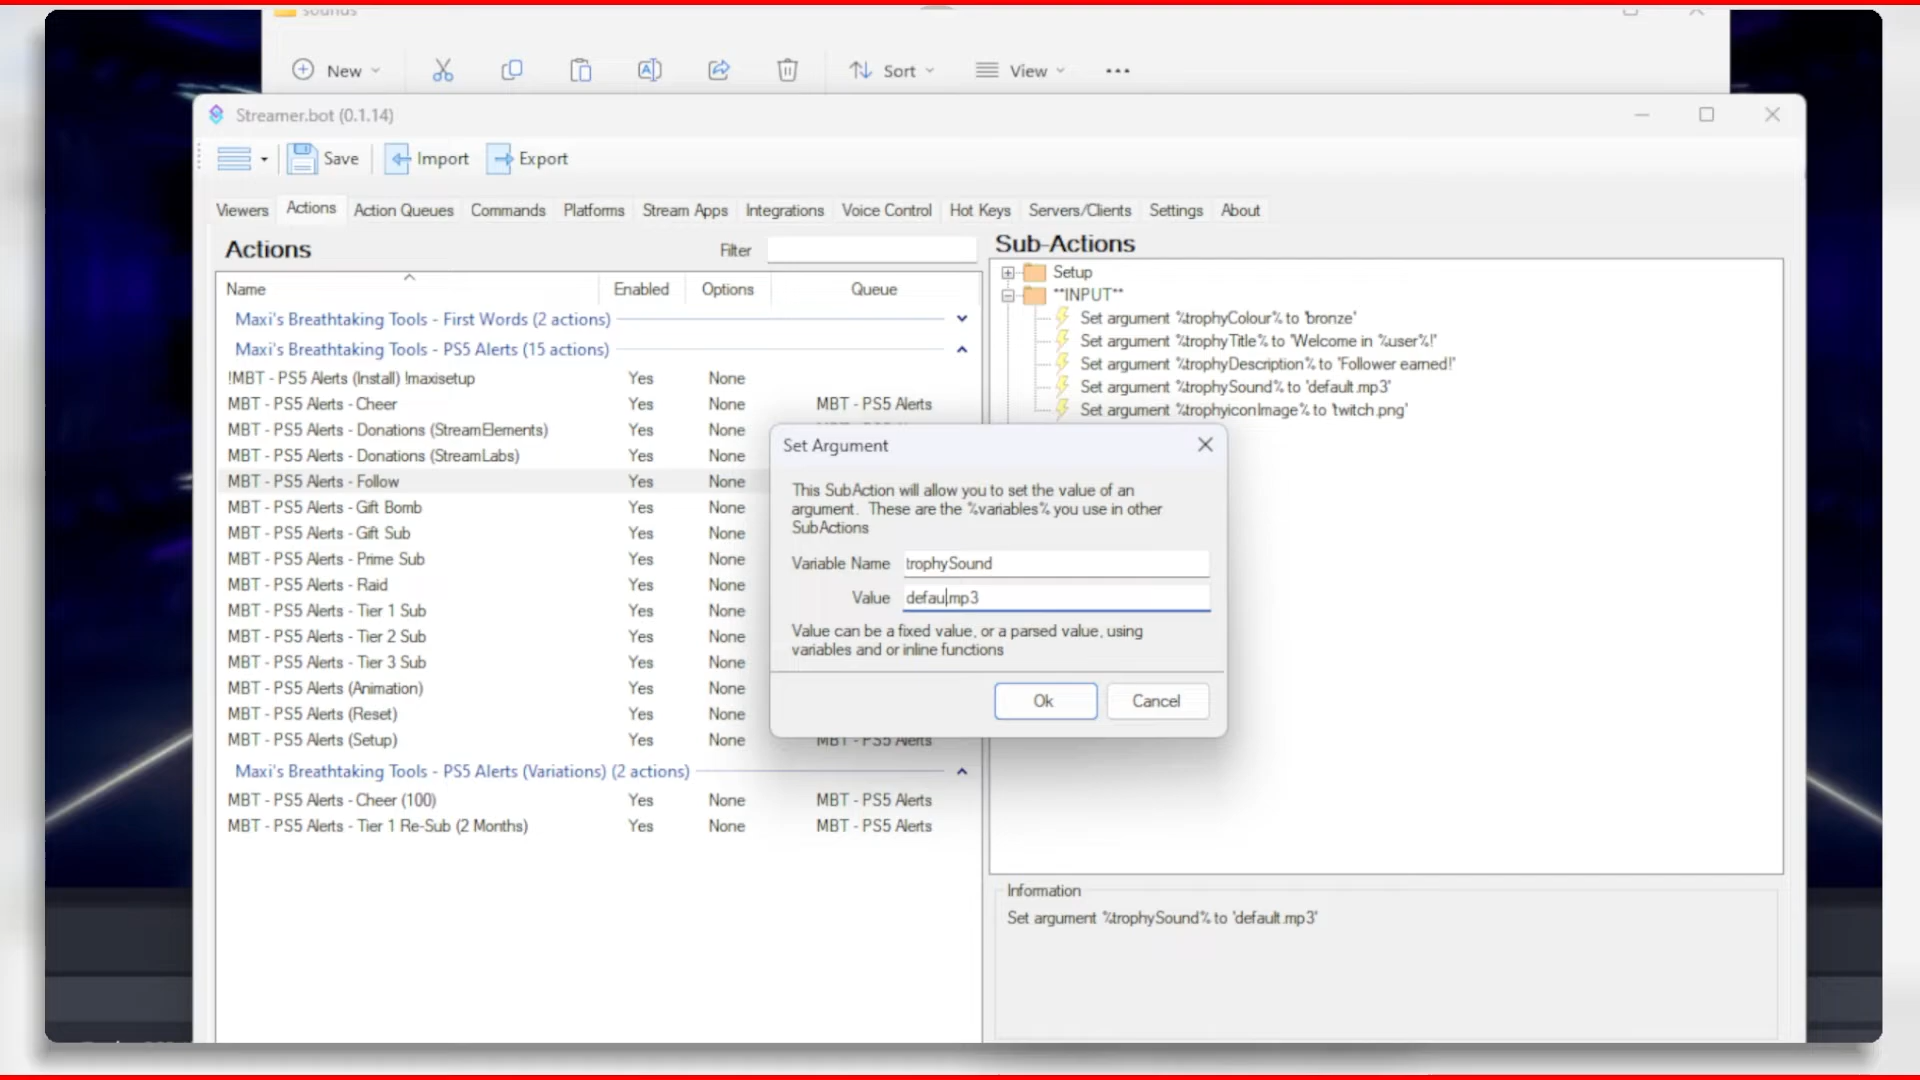 sounds
New
Sort
View
Streamer.bot (0.1.14)
Save
Import
Export
Viewers
Actions
Action Queues
Commands
Platforms
Stream Apps
Integrations
Voice Control
Hot Keys
Servers/Clients
Settings
About
Actions
Filter
Name
Enabled
Options
Queue
Maxi's Breathtaking Tools - First Words (2 actions)
Maxi's Breathtaking Tools - PS5 Alerts (15 actions)
!MBT - PS5 Alerts (Install) !maxisetup Yes None
MBT - PS5 Alerts - Cheer Yes None MBT - PS5 Alerts
MBT - PS5 Alerts - Donations (StreamElements) Yes None
MBT - PS5 Alerts - Donations (StreamLabs) Yes None
MBT - PS5 Alerts - Follow Yes None
MBT - PS5 Alerts - Gift Bomb Yes None
MBT - PS5 Alerts - Gift Sub Yes None
MBT - PS5 Alerts - Prime Sub Yes None
MBT - PS5 Alerts - Raid Yes None
MBT - PS5 Alerts - Tier 1 Sub Yes None
MBT - PS5 Alerts - Tier 2 Sub Yes None
MBT - PS5 Alerts - Tier 3 Sub Yes None
MBT - PS5 Alerts (Animation) Yes None
MBT - PS5 Alerts (Reset) Yes None
MBT - PS5 Alerts (Setup) Yes None MBT - PS5 Alerts
Maxi's Breathtaking Tools - PS5 Alerts (Variations) (2 actions)
MBT - PS5 Alerts - Cheer (100) Yes None MBT - PS5 Alerts
MBT - PS5 Alerts - Tier 1 Re-Sub (2 Months) Yes None MBT - PS5 Alerts
Sub-Actions
Setup
**INPUT**
Set argument %trophyColour% to 'bronze'
Set argument %trophyTitle% to 'Welcome in %user%!'
Set argument %trophyDescription% to 'Follower earned!'
Set argument %trophySound% to 'default.mp3'
Set argument %trophyiconImage% to 'twitch.png'
Set Argument
This SubAction will allow you to set the value of an
argument. These are the %variables% you use in other
SubActions
Variable Name trophySound
Value defau.mp3
Value can be a fixed value, or a parsed value, using
variables and or inline functions
Ok
Cancel
Information
Set argument %trophySound% to 'default.mp3'